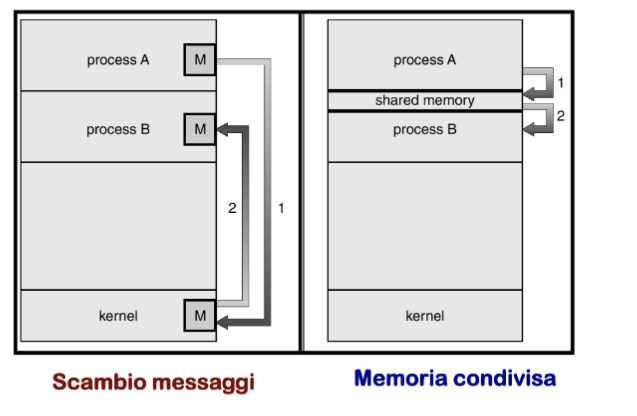 process A
M
process B
M
2
1
kernel
M
process A
1
shared memory
2
process B
kernel
Scambio messaggi
Memoria condivisa